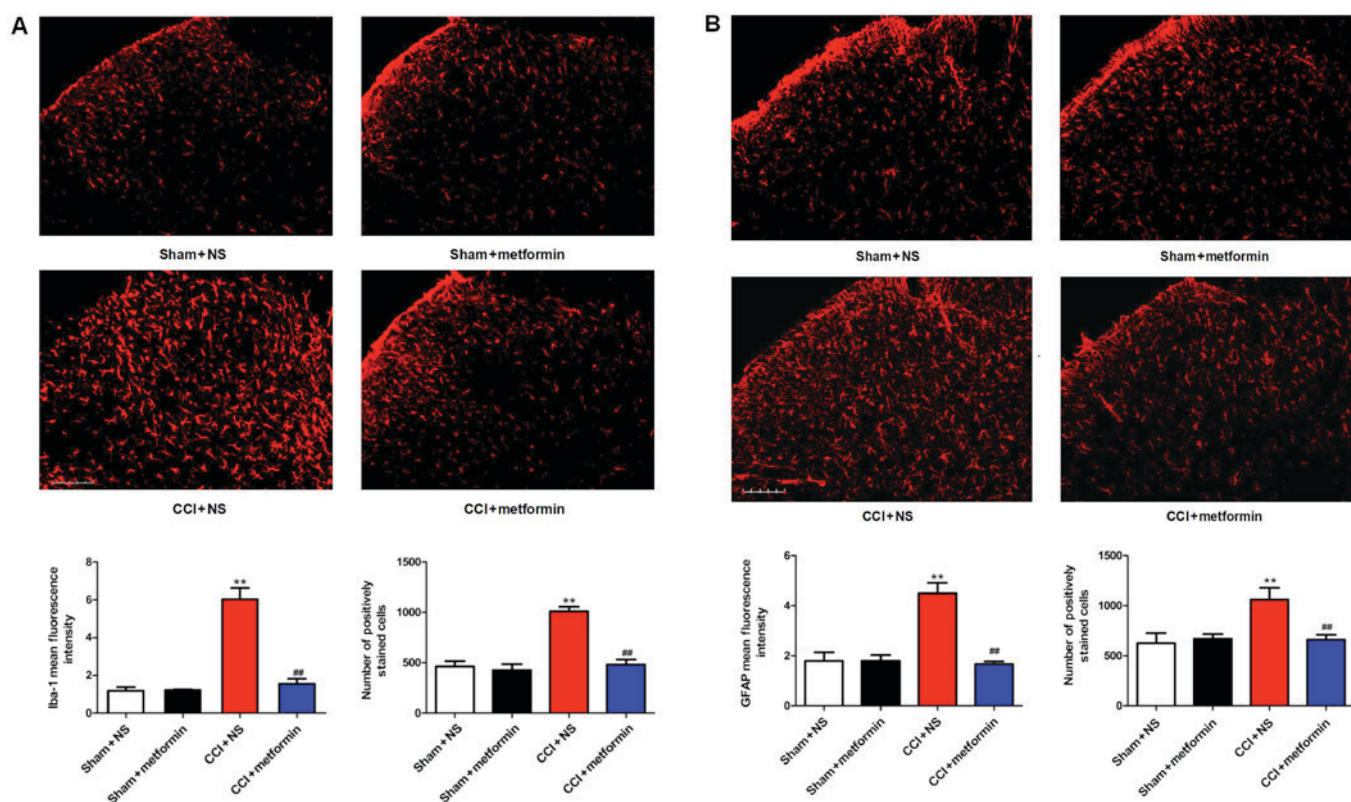 A
B
Sham+NS
Sham+metformin
Sham+NS
Sham+metformin
CCI+NS
CCI+metformin
CCI+NS
CCI+metformin
Iba-1 mean fluorescence
intensity
8
6
4
2
0
**
##
Sham+NS
Sham+metformin
CCI+NS
CCI+metformin
Number of positively
stained cells
1500
1000
500
0
**
##
Sham+NS
Sham+metformin
CCI+NS
CCI+metformin
GFAP mean fluorescence
intensity
6
4
2
0
**
##
Sham+NS
Sham+metformin
CCI+NS
CCI+metformin
Number of positively
stained cells
1500
1000
500
0
**
##
Sham+NS
Sham+metformin
CCI+NS
CCI+metformin